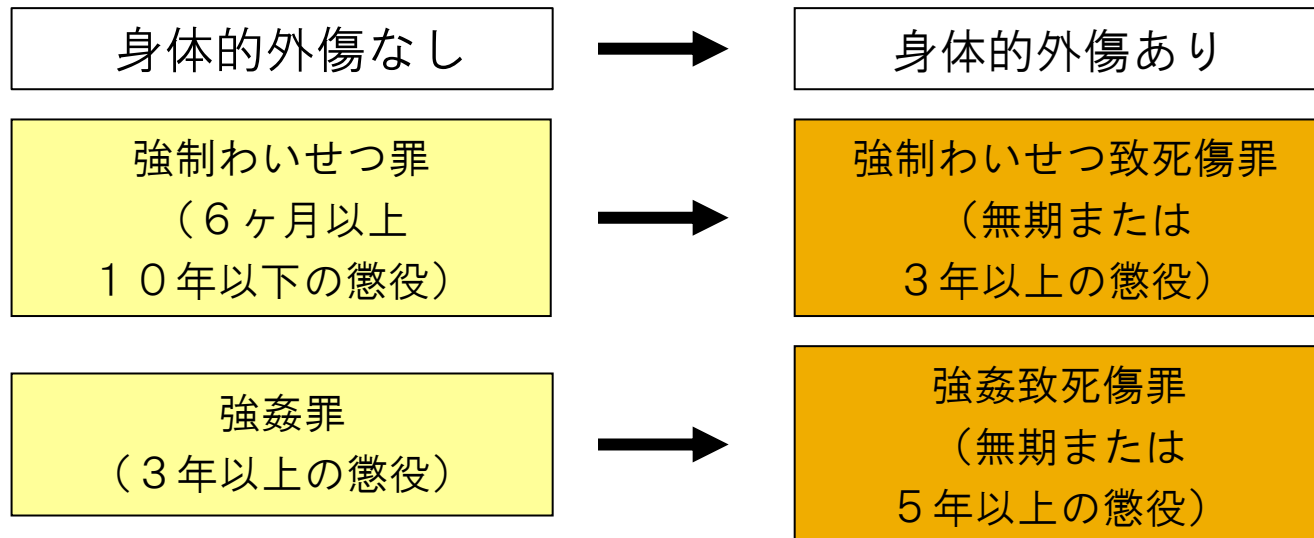 身体的外傷なし
身体的外傷あり
強制わいせつ罪
（６ヶ月以上
１０年以下の懲役）
強制わいせつ致死傷罪
（無期または
３年以上の懲役）
強姦罪
（３年以上の懲役）
強姦致死傷罪
（無期または
５年以上の懲役）